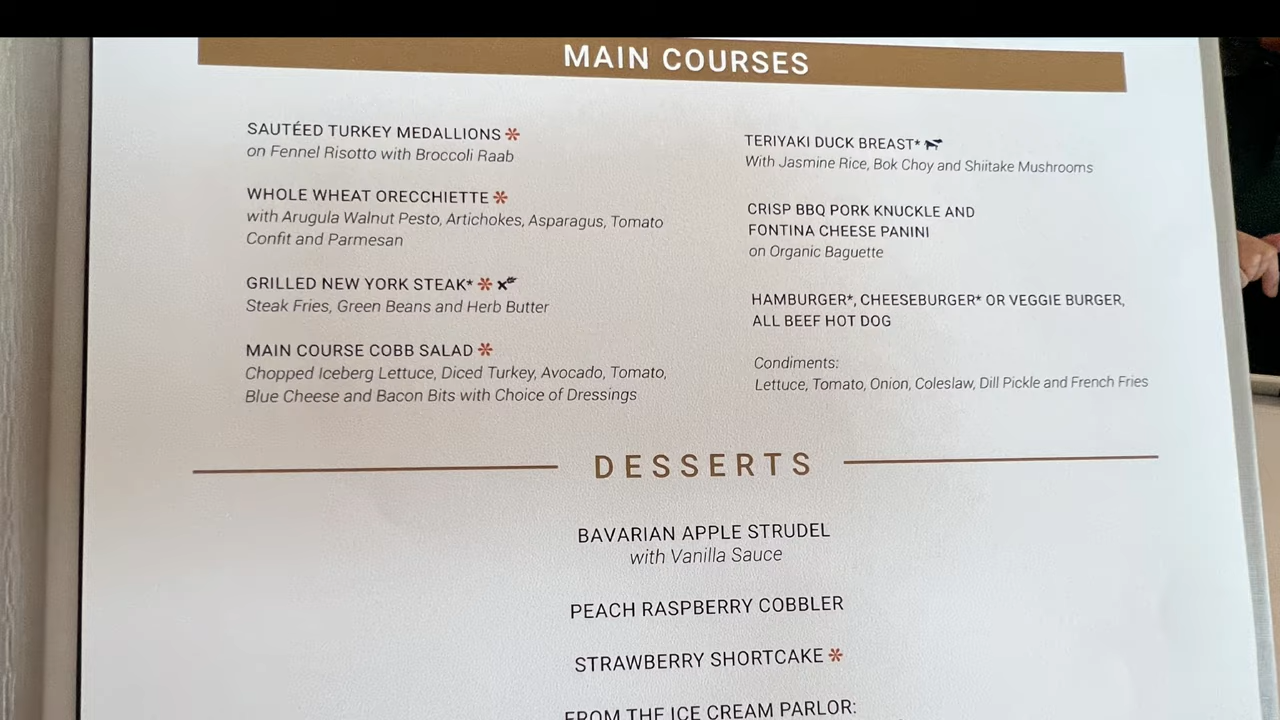 MAIN COURSES
SAUTÉED TURKEY MEDALLIONS
on Fennel Risotto with Broccoli Raab
WHOLE WHEAT ORECCHIETTE
with Arugula Walnut Pesto, Artichokes, Asparagus, Tomato
Confit and Parmesan
GRILLED NEW YORK STEAK*
Steak Fries, Green Beans and Herb Butter
MAIN COURSE COBB SALAD
Chopped Iceberg Lettuce, Diced Turkey, Avocado, Tomato,
Blue Cheese and Bacon Bits with Choice of Dressings
TERIYAKI DUCK BREAST*
With Jasmine Rice, Bok Choy and Shiitake Mushrooms
CRISP BBQ PORK KNUCKLE AND
FONTINA CHEESE PANINI
on Organic Baguette
HAMBURGER*, CHEESEBURGER* OR VEGGIE BURGER,
ALL BEEF HOT DOG
Condiments:
Lettuce, Tomato, Onion, Coleslaw, Dill Pickle and French Fries
DESSERTS
BAVARIAN APPLE STRUDEL
with Vanilla Sauce
PEACH RASPBERRY COBBLER
STRAWBERRY SHORTCAKE
FROM THE ICE CREAM PARLOR: